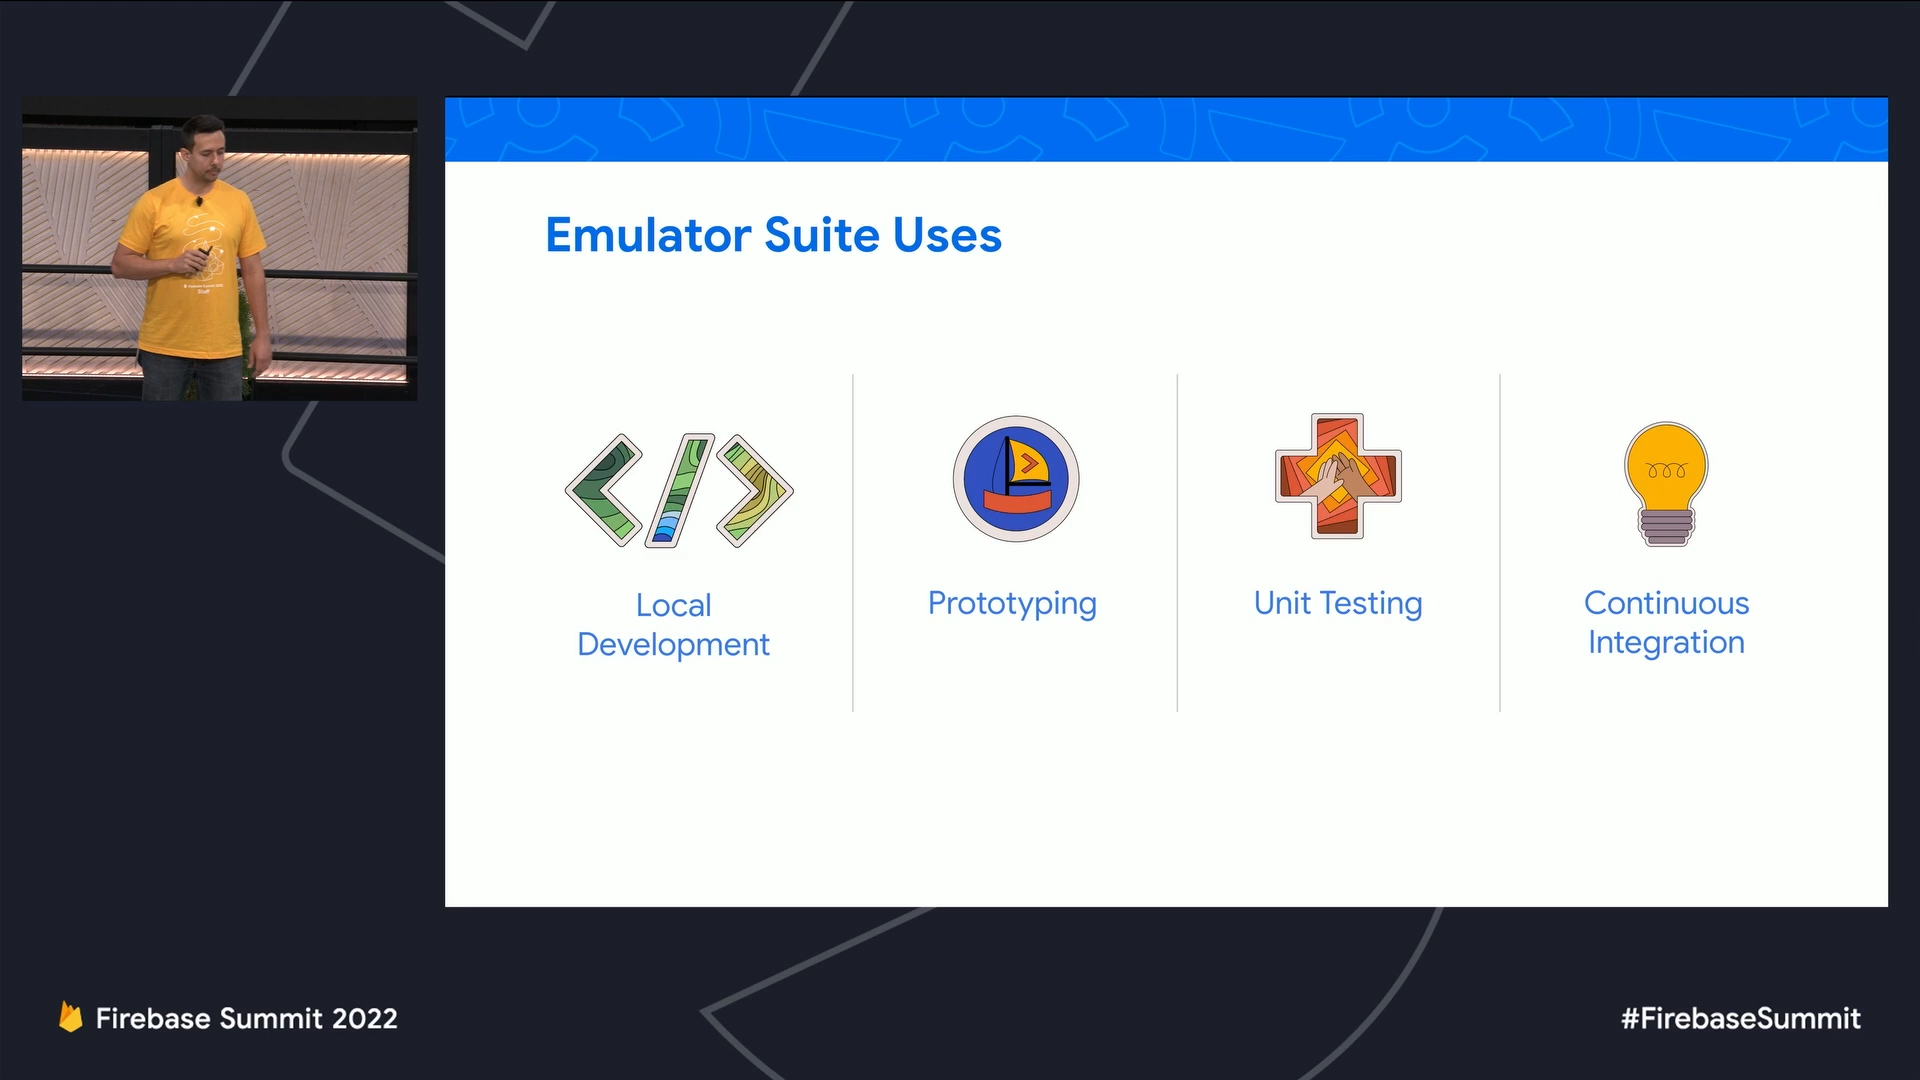 Emulator Suite Uses
Local
Development
Prototyping
Unit Testing
Continuous
Integration
Firebase Summit 2022
#FirebaseSummit